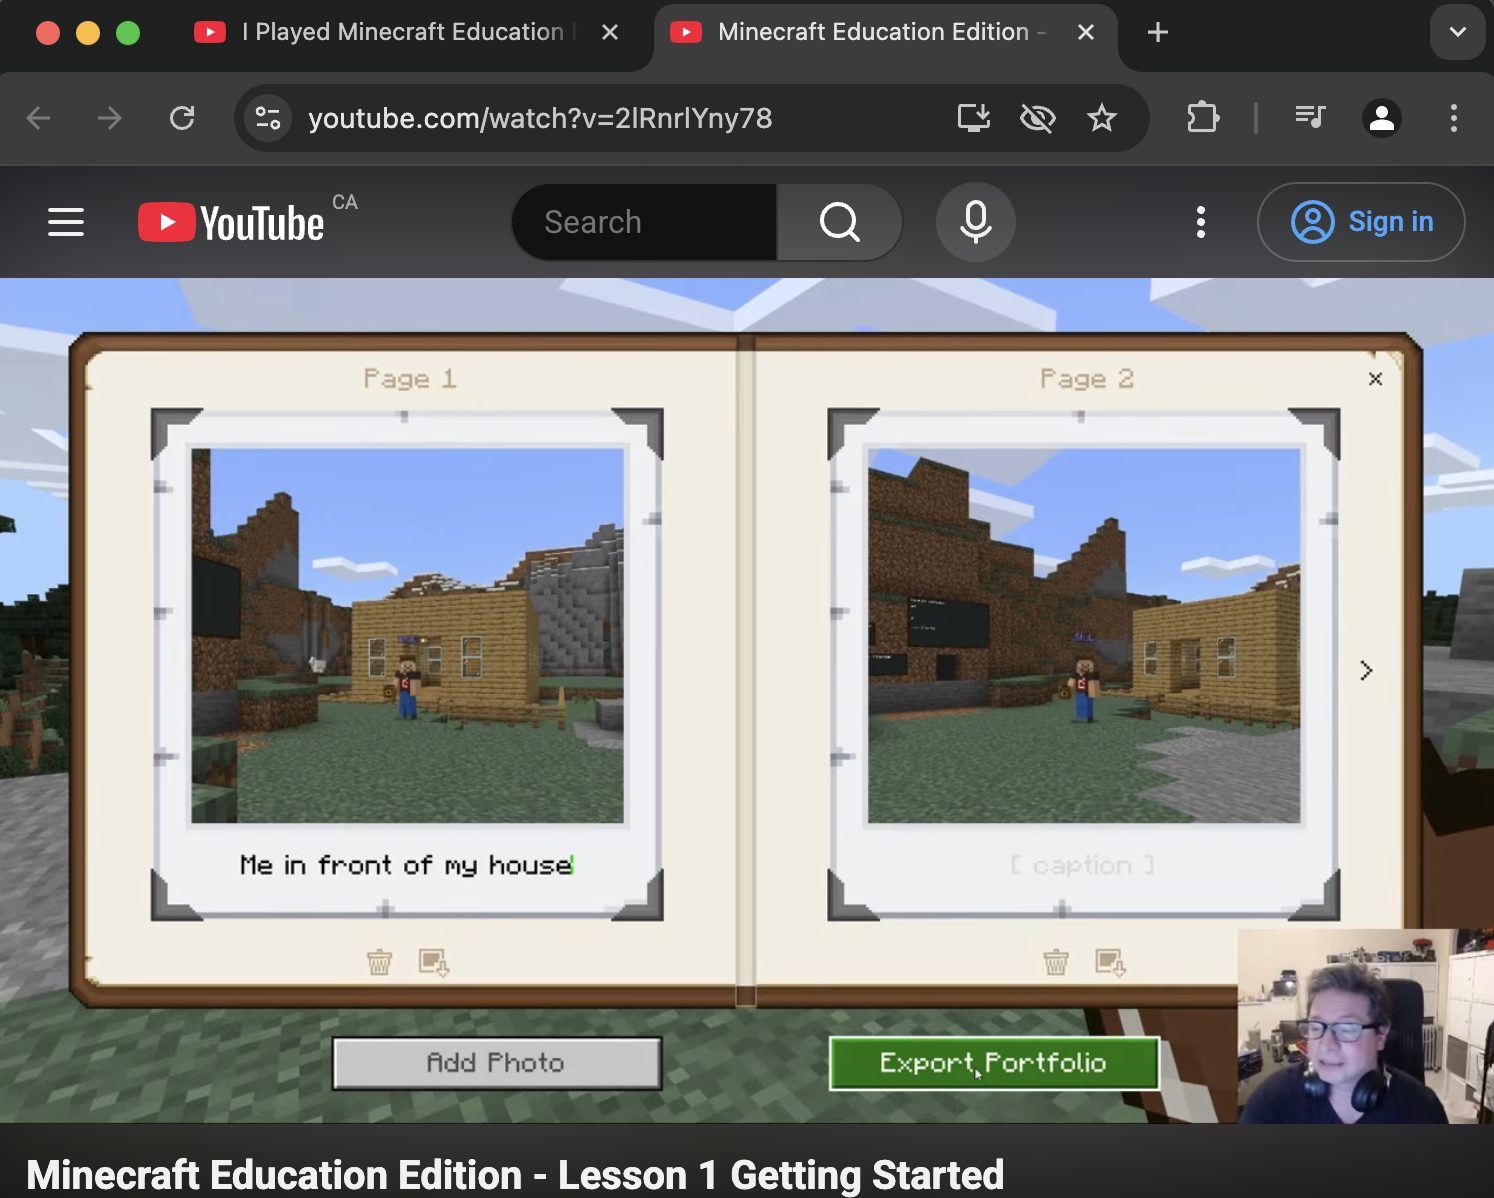 I Played Minecraft Education
Minecraft Education Edition -
youtube.com/watch?v=2lRnrlYny78
YouTube CA
Search
Sign in
Page 1
Page 2
Me in front of my house
[ caption ]
Add Photo
Export Portfolio
Minecraft Education Edition - Lesson 1 Getting Started